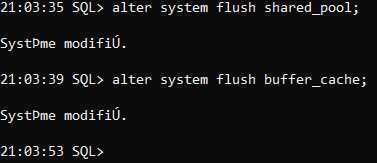 21:03:35 SQL> alter system flush shared_pool;
SystÞme modifiÚ.
21:03:39 SQL> alter system flush buffer_cache;
SystÞme modifiÚ.
21:03:53 SQL>